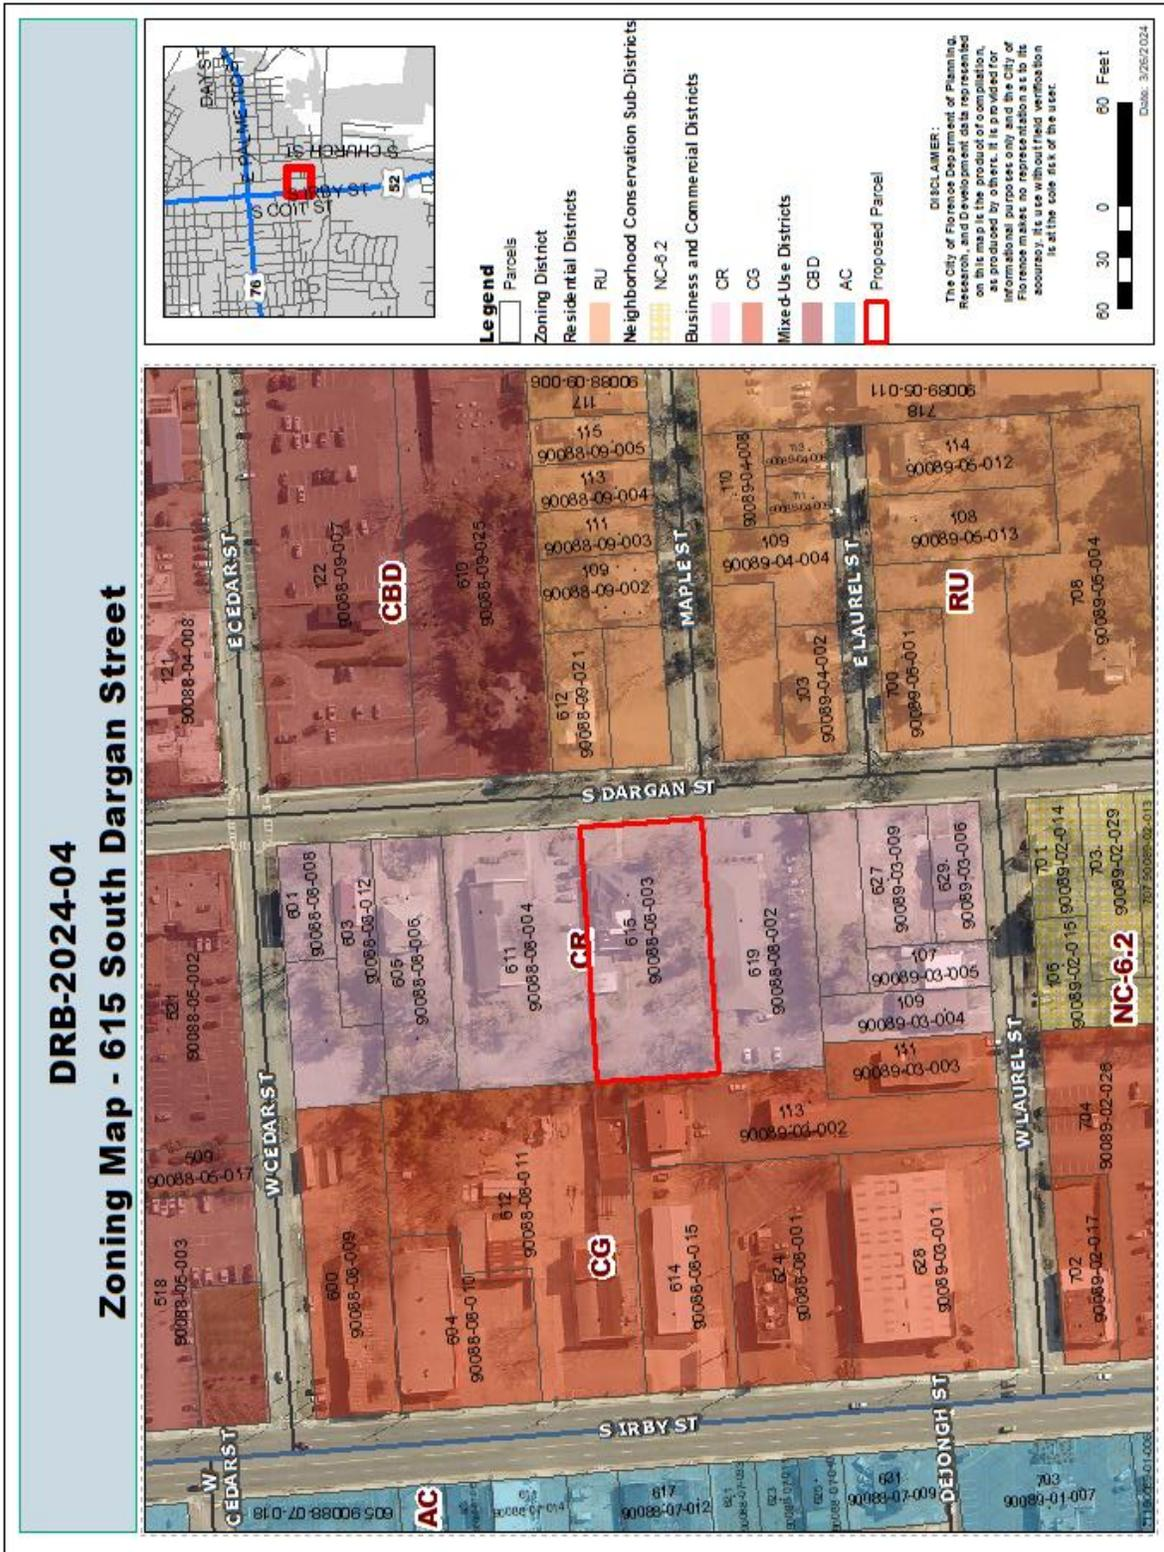 DRB-2024-04
Zoning Map - 615 South Dargan Street
DAY ST
E PALMETTO ST
S CHURCH ST
S IRBY ST
S COIT ST
52
76
Legend
Parcels
Zoning District
Residential Districts
RU
Neighborhood Conservation Sub-Districts
NC-6.2
Business and Commercial Districts
CR
CG
Mixed-Use Districts
CBD
AC
Proposed Parcel
DISCLAIMER:
The City of Florence Department of Planning,
Research, and Development data represented
on this map is the product of compilation,
as produced by others. It is provided for
informational purposes only and the City of
Florence makes no representation as to its
accuracy. Its use without field verification
is at the sole risk of the user.
60 30 0 60 Feet
Date: 3/26/2024
E CEDAR ST
W CEDAR ST
W
CEDAR ST
S DARGAN ST
MAPLE ST
E LAUREL ST
W LAUREL ST
S IRBY ST
DEJONGH ST
CBD
RU
CR
CG
NC-6.2
AC
121
90088-04-008
122
90088-09-007
610
90088-09-025
117
90088-09-006
115
90088-09-005
113
90088-09-004
111
90088-09-003
109
90088-09-002
612
90088-09-021
110
90089-04-008
109
90089-04-004
103
90089-04-002
718
90089-05-011
114
90089-05-012
108
90089-05-013
708
90089-05-004
700
90089-05-001
521
90088-05-002
509
90088-05-017
518
90088-05-003
601
90088-08-008
603
90088-08-012
605
90088-08-006
611
90088-08-004
615
90088-08-003
619
90088-08-002
627
90089-03-009
629
90089-03-006
107
90089-03-005
109
90089-03-004
111
90089-03-003
113
90089-03-002
701
90089-02-014
703
90089-02-029
707 90089-02-013
106
90089-02-015
704
90089-02-026
702
90089-02-017
600
90088-08-009
604
90088-08-010
612
90088-08-011
614
90088-08-015
624
90088-08-001
628
90089-03-001
605 90088-07-018
617
90088-07-012
631
90088-07-009
703
90089-01-007